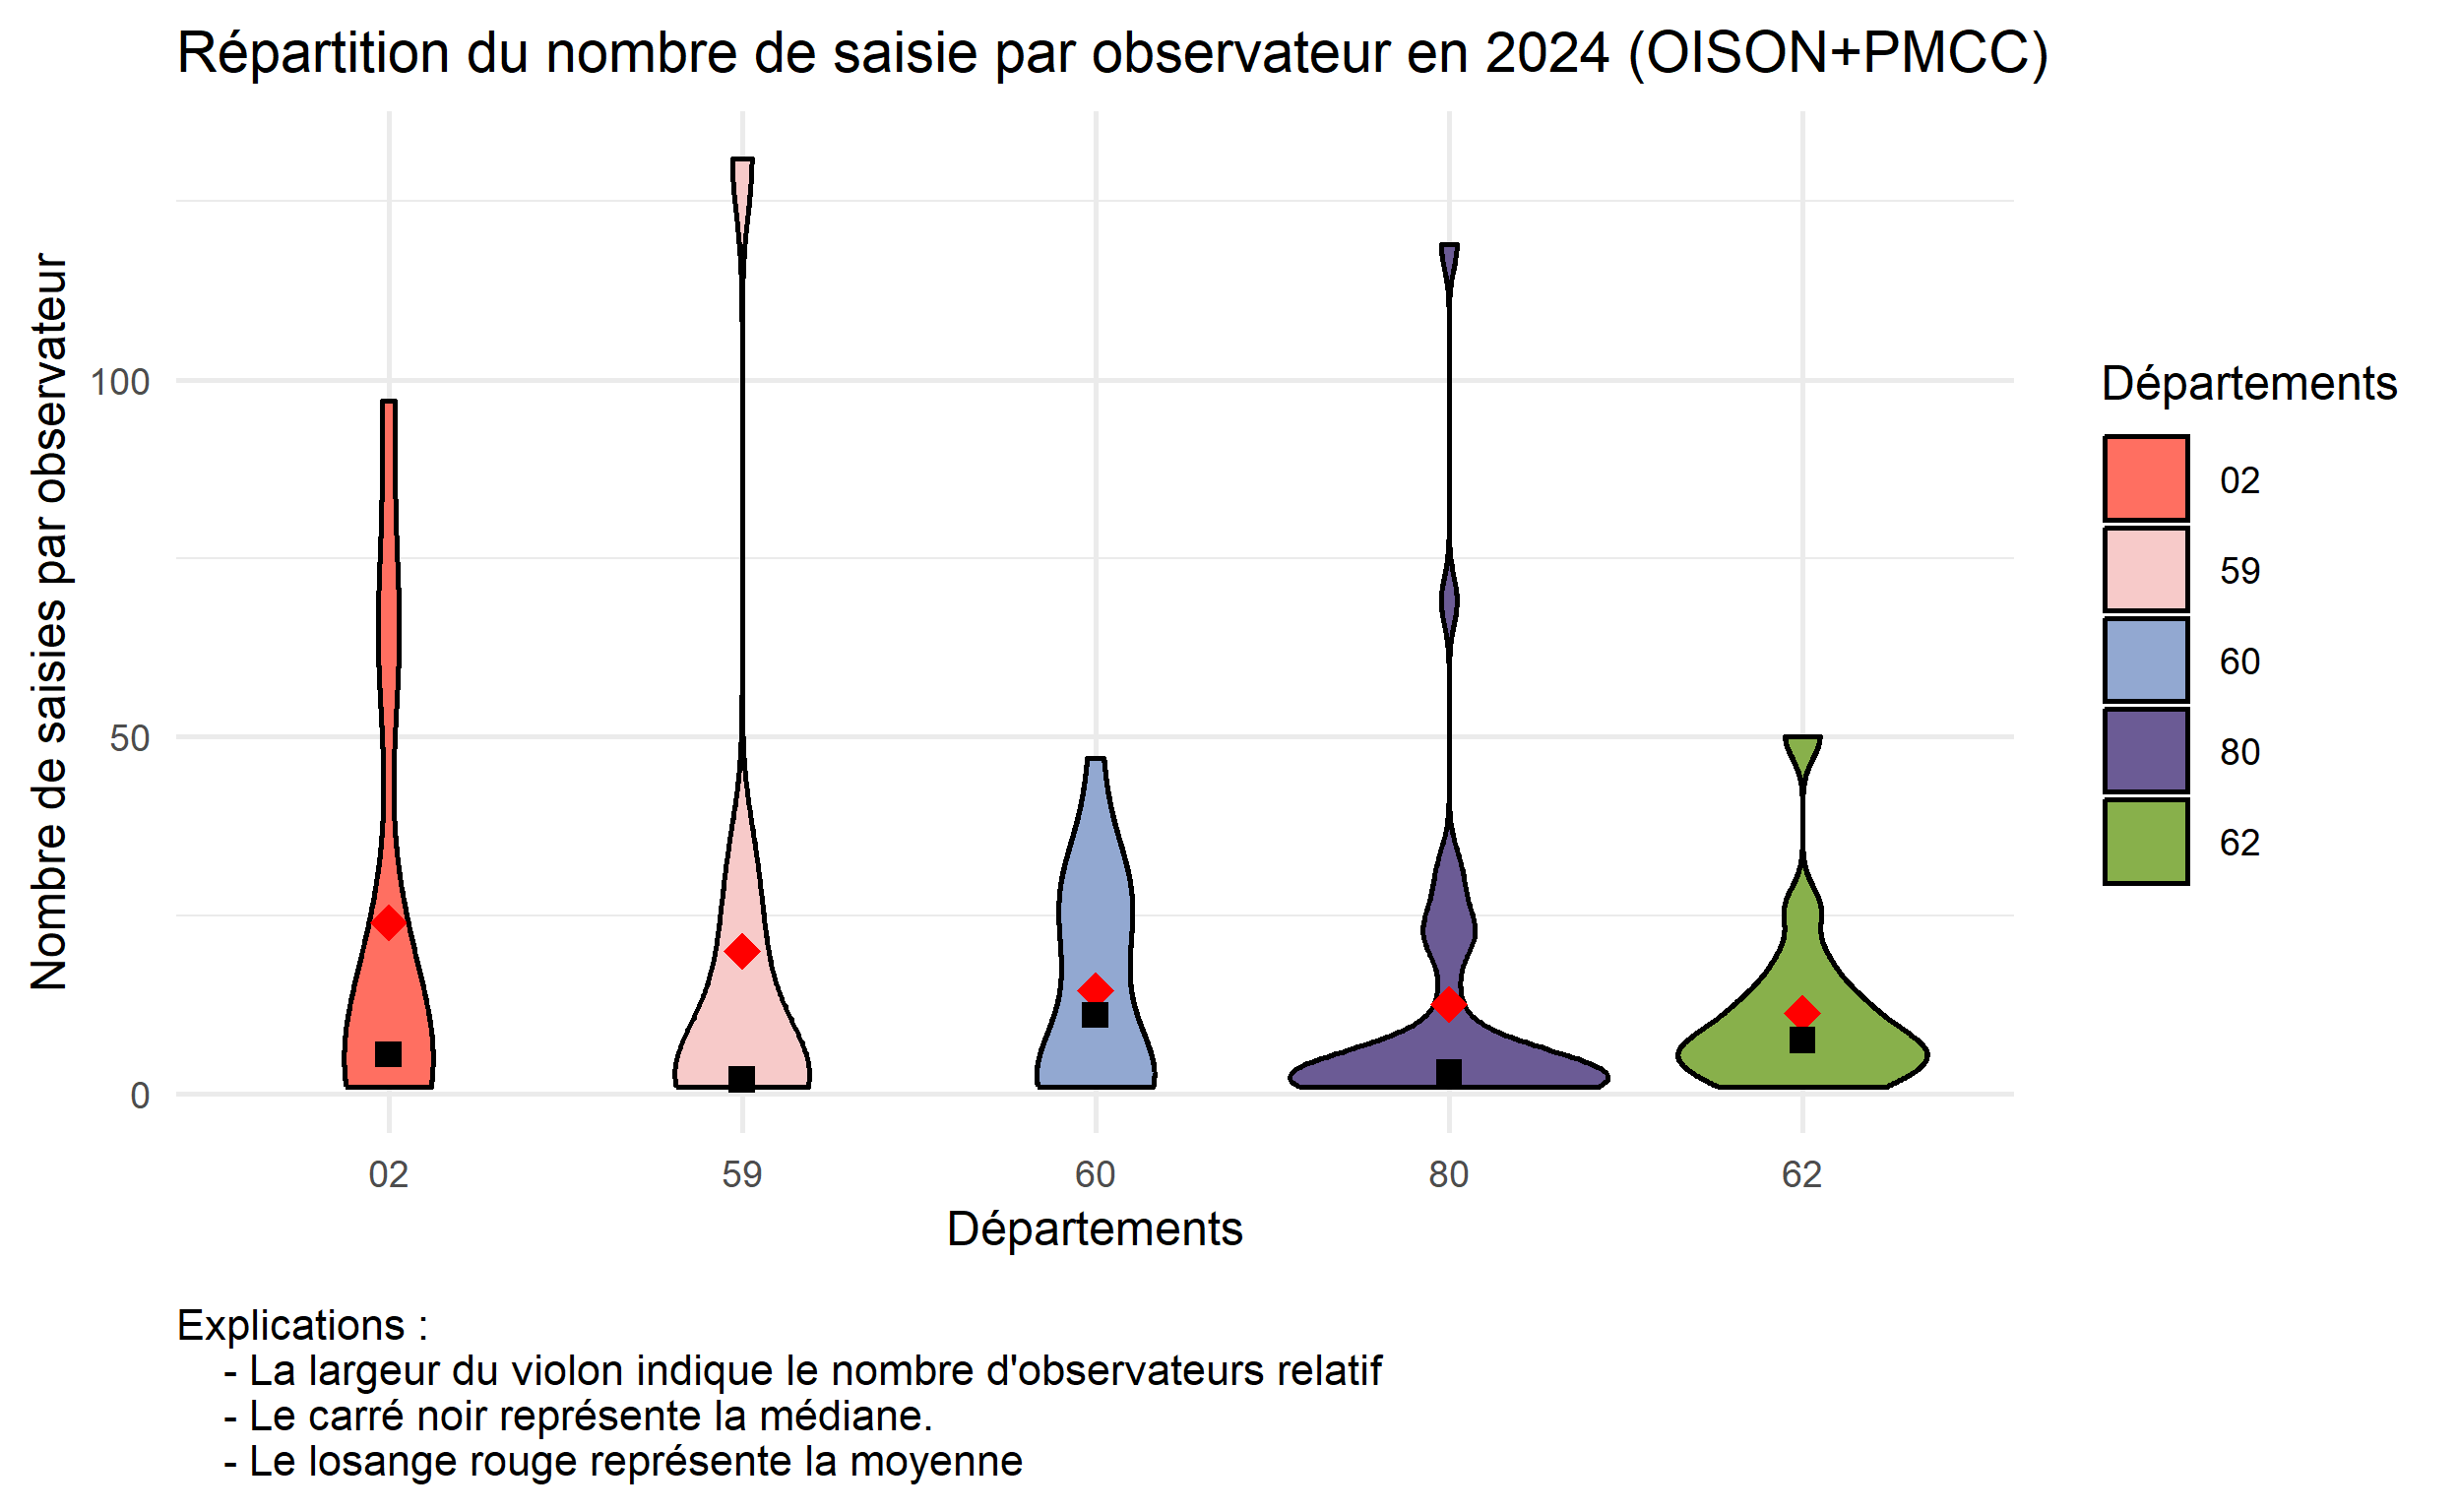 Répartition du nombre de saisie par observateur en 2024 (OISON+PMCC)
Nombre de saisies par observateur
100
50
0
02
59
60
80
62
Départements
Départements
02
59
60
80
62
Explications :
- La largeur du violon indique le nombre d'observateurs relatif
- Le carré noir représente la médiane.
- Le losange rouge représente la moyenne